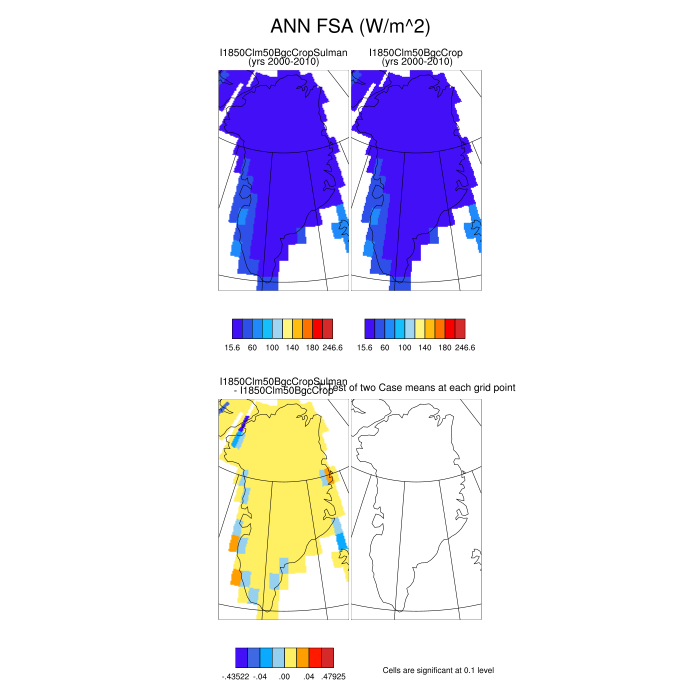 ANN FSA (W/m^2)
I1850Clm50BgcCropSulman
(yrs 2000-2010)
I1850Clm50BgcCrop
(yrs 2000-2010)
15.6 60 100 140 180 246.6
15.6 60 100 140 180 246.6
I1850Clm50BgcCropSulman
- I1850Clm50BgcCrop
Test of two Case means at each grid point
-.43522 -.04 .00 .04 .47925
Cells are significant at 0.1 level